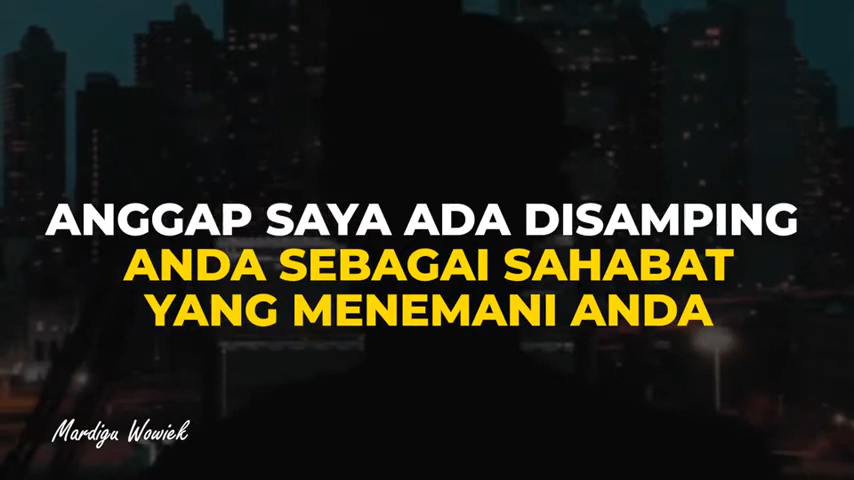 ANGGAP SAYA ADA DISAMPING
ANDA SEBAGAI SAHABAT
YANG MENEMANI ANDA
Mardigu Wowiek